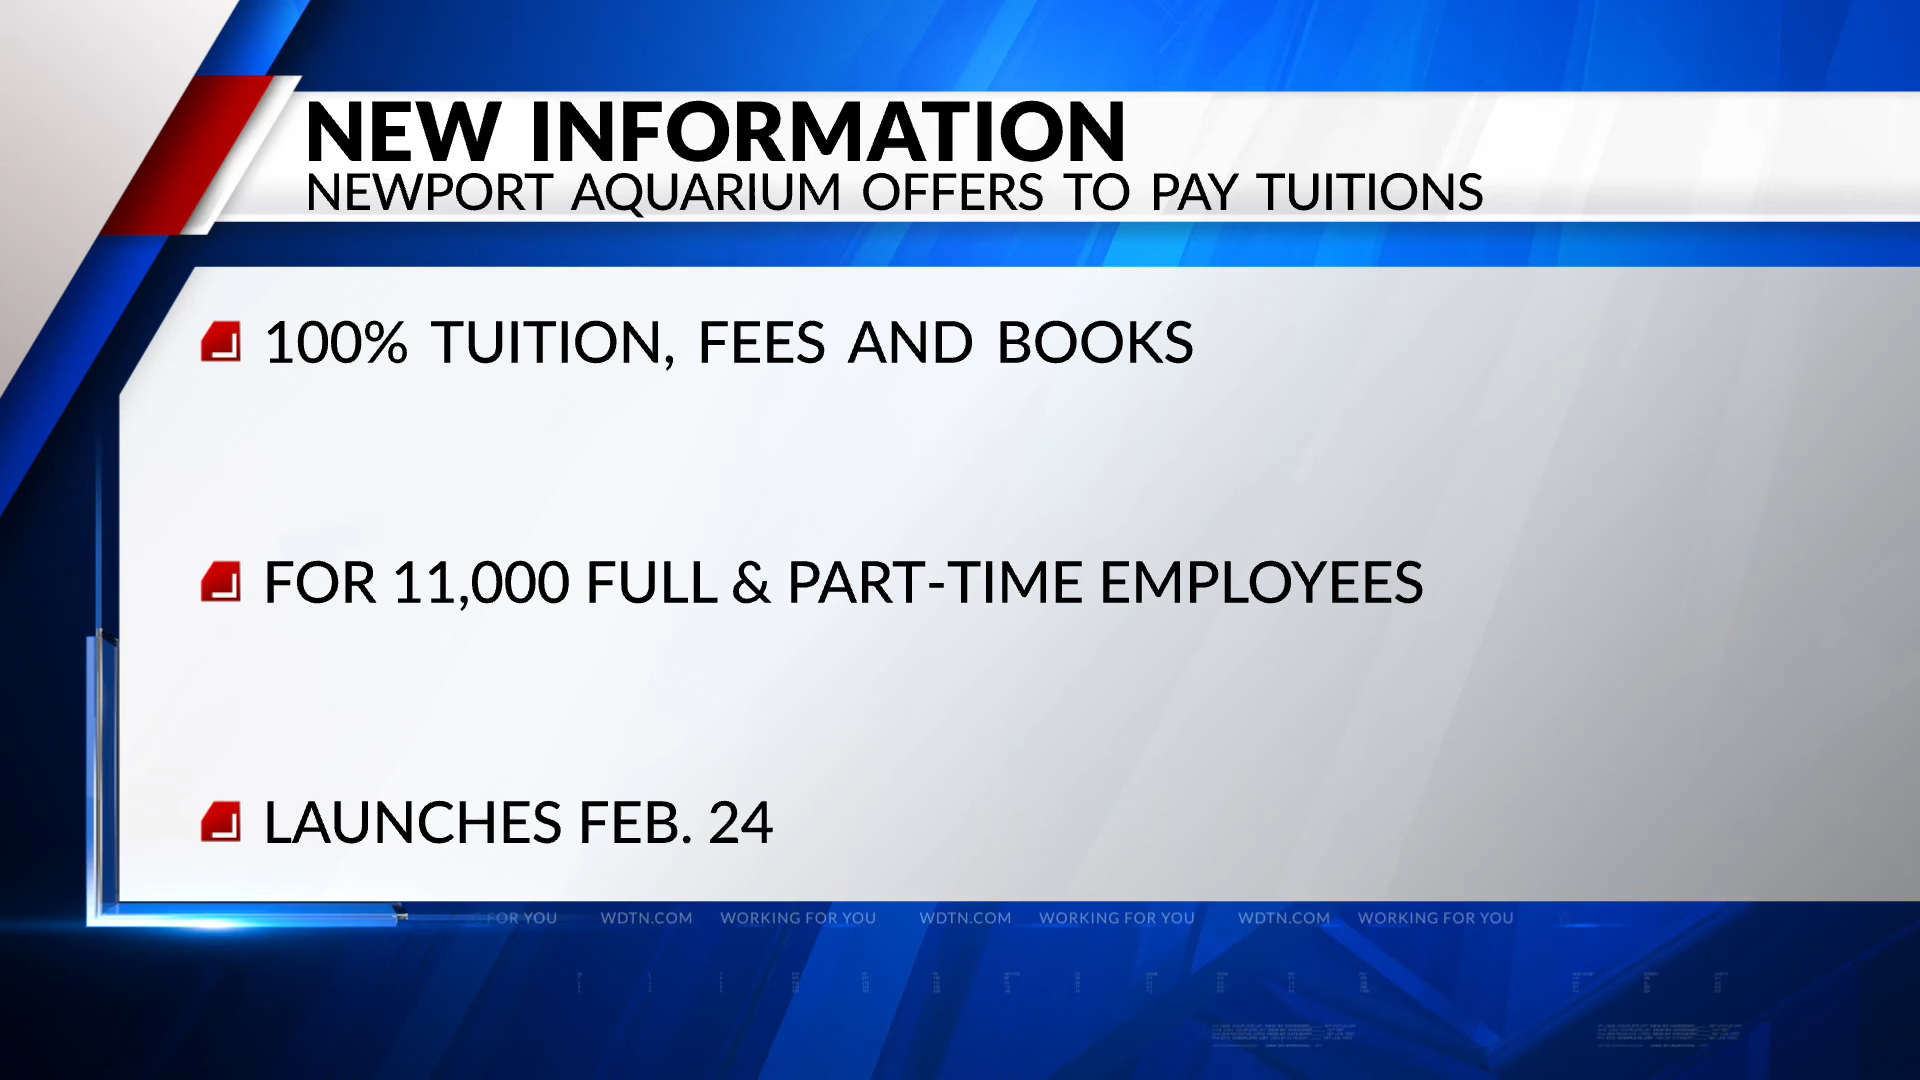 NEW INFORMATION
NEWPORT AQUARIUM OFFERS TO PAY TUITIONS
100% TUITION, FEES AND BOOKS
FOR 11,000 FULL & PART-TIME EMPLOYEES
LAUNCHES FEB. 24
FOR YOU WDTN.COM WORKING FOR YOU WDTN.COM WORKING FOR YOU WDTN.COM WORKING FOR YOU